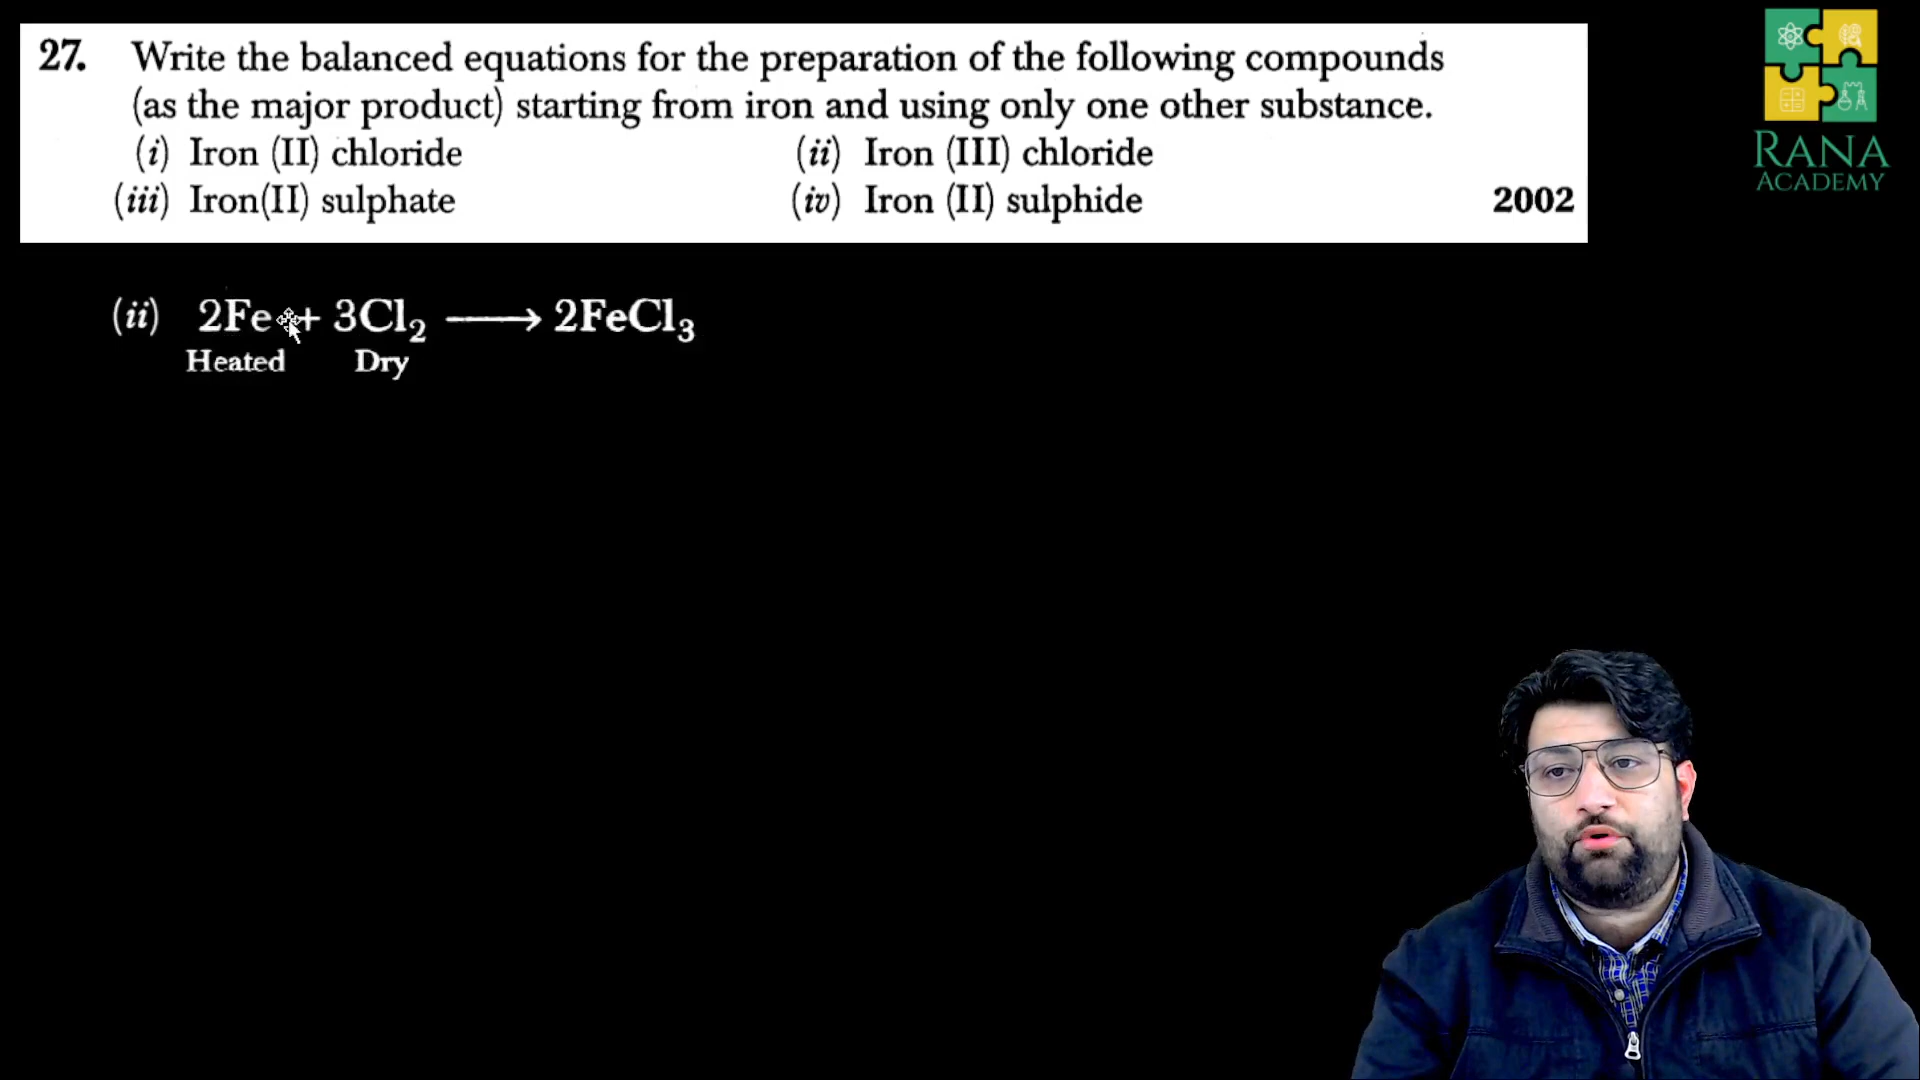 27. Write the balanced equations for the preparation of the following compounds
(as the major product) starting from iron and using only one other substance.
(i) Iron (II) chloride (ii) Iron (III) chloride
(iii) Iron(II) sulphate (iv) Iron (II) sulphide 2002
RANA
ACADEMY
(ii) 2Fe + 3Cl₂ ⟶ 2FeCl₃
Heated Dry